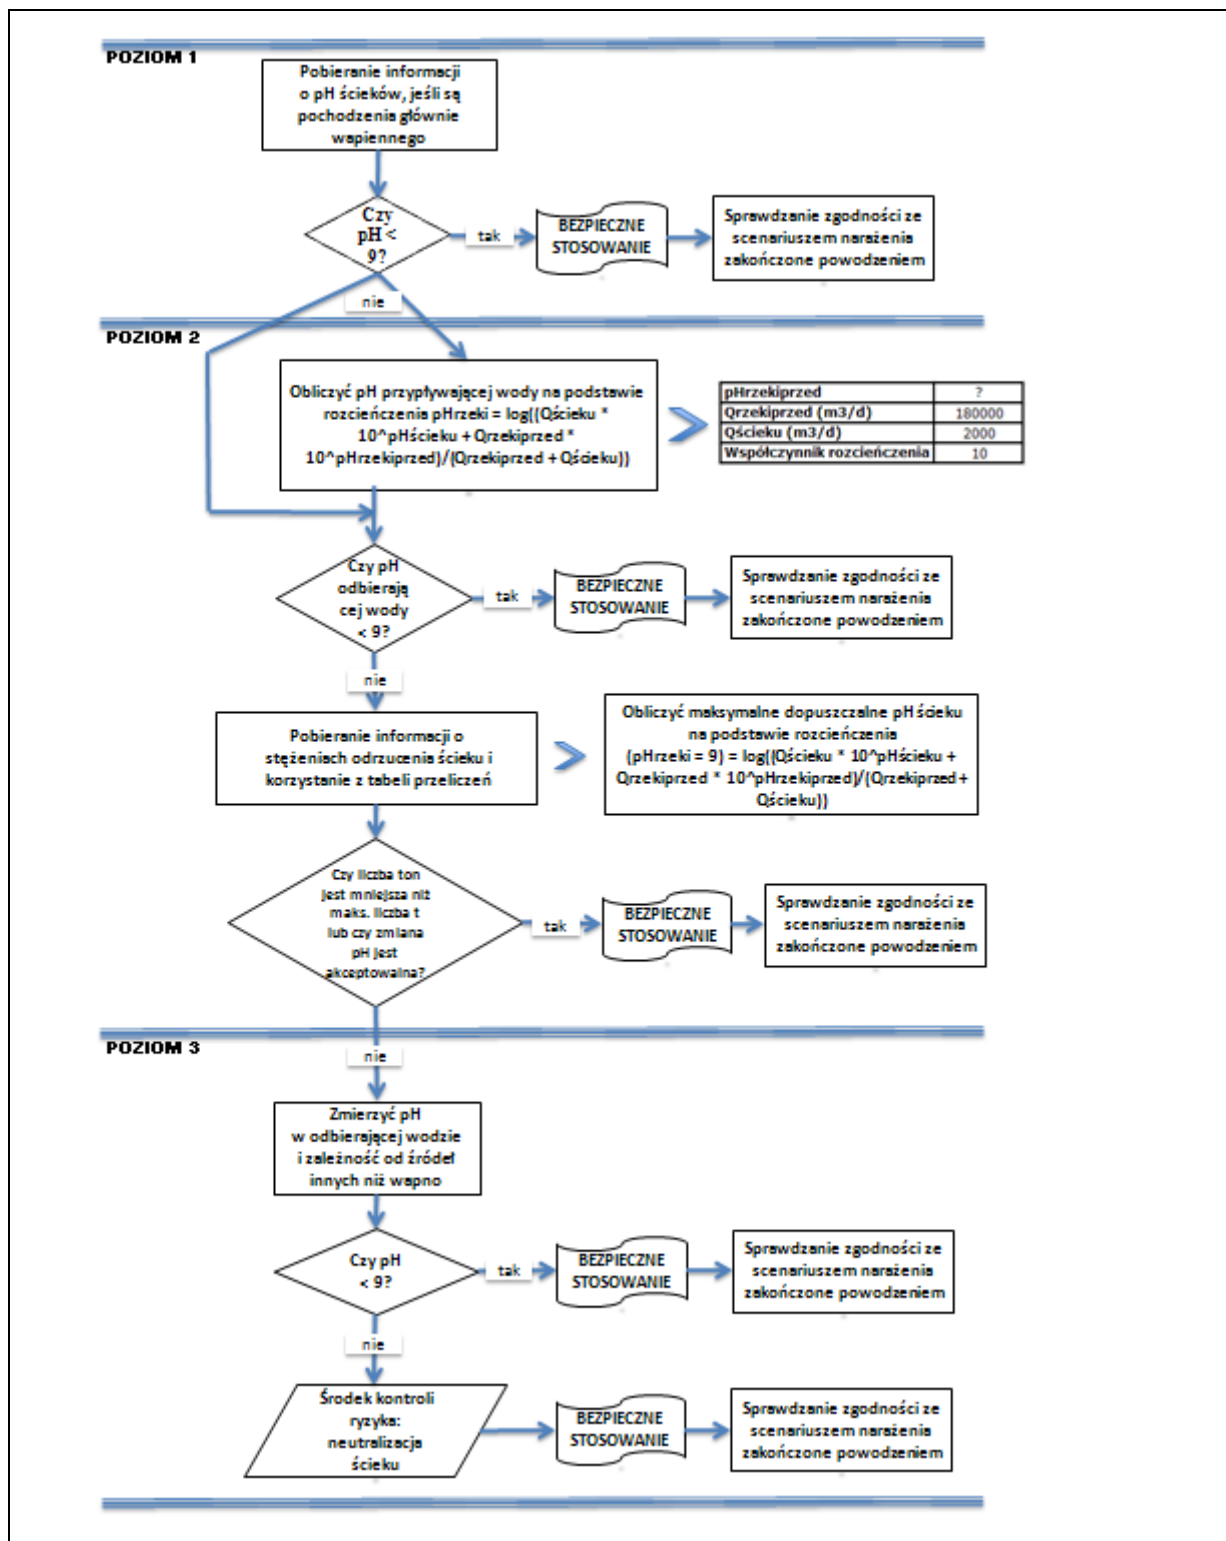 POZIOM 1
Pobieranie informacji
o pH ścieków, jeśli są
pochodzenia głównie
wapiennego
Czy
pH <
9?
tak
BEZPIECZNE
STOSOWANIE
Sprawdzanie zgodności ze
scenariuszem narażenia
zakończone powodzeniem
nie
POZIOM 2
Obliczyć pH przypływającej wody na podstawie
rozcieńczenia pHrzeki = log((Qścieku *
10^pHścieku + Qrzekiprzed *
10^pHrzekiprzed)/(Qrzekiprzed + Qścieku))
pHrzekiprzed ?
Qrzekiprzed (m3/d) 180000
Qścieku (m3/d) 2000
Współczynnik rozcieńczenia 10
Czy pH
odbierają
cej wody
< 9?
tak
BEZPIECZNE
STOSOWANIE
Sprawdzanie zgodności ze
scenariuszem narażenia
zakończone powodzeniem
nie
Pobieranie informacji o
stężeniach odrzucenia ścieku i
korzystanie z tabeli przeliczeń
Obliczyć maksymalne dopuszczalne pH ścieku
na podstawie rozcieńczenia
(pHrzeki = 9) = log((Qścieku * 10^pHścieku +
Qrzekiprzed * 10^pHrzekiprzed)/(Qrzekiprzed +
Qścieku))
Czy liczba ton
jest mniejsza niż
maks. liczba t
lub czy zmiana
pH jest
akceptowalna?
tak
BEZPIECZNE
STOSOWANIE
Sprawdzanie zgodności ze
scenariuszem narażenia
zakończone powodzeniem
POZIOM 3
nie
Zmierzyć pH
w odbierającej wodzie
i zależność od źródeł
innych niż wapno
Czy pH
< 9?
tak
BEZPIECZNE
STOSOWANIE
Sprawdzanie zgodności ze
scenariuszem narażenia
zakończone powodzeniem
nie
Środek kontroli
ryzyka:
neutralizacja
ścieku
BEZPIECZNE
STOSOWANIE
Sprawdzanie zgodności ze
scenariuszem narażenia
zakończone powodzeniem